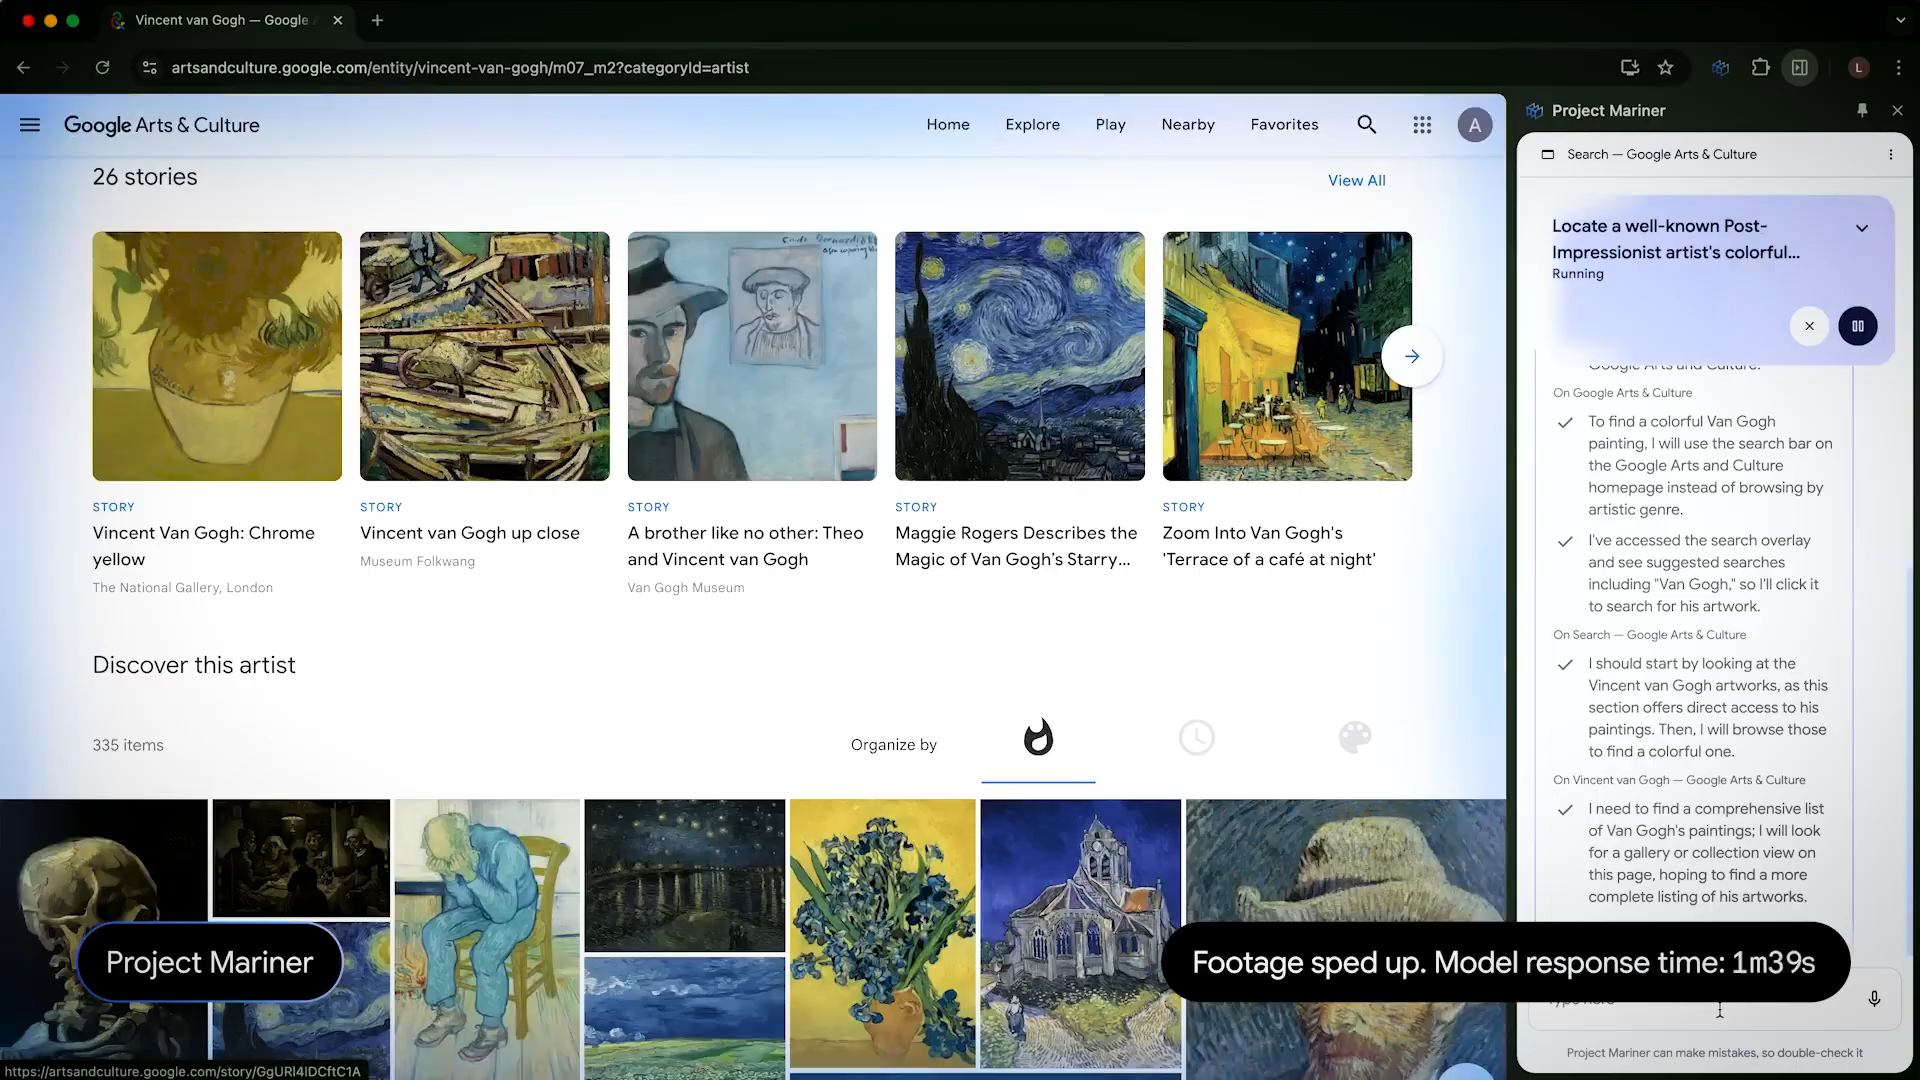 Vincent van Gogh — Google
artsandculture.google.com/entity/vincent-van-gogh/m07_m2?categoryId=artist
L
Google Arts & Culture
Home
Explore
Play
Nearby
Favorites
A
26 stories
View All
STORY
Vincent Van Gogh: Chrome
yellow
The National Gallery, London
STORY
Vincent van Gogh up close
Museum Folkwang
STORY
A brother like no other: Theo
and Vincent van Gogh
Van Gogh Museum
STORY
Maggie Rogers Describes the
Magic of Van Gogh's Starry...
STORY
Zoom Into Van Gogh's
'Terrace of a café at night'
Discover this artist
335 items
Organize by
Project Mariner
https://artsandculture.google.com/story/GgURI4IDCftC1A
Project Mariner
Search — Google Arts & Culture
Locate a well-known Post-
Impressionist artist's colorful...
Running
Google Arts and Culture.
On Google Arts & Culture
To find a colorful Van Gogh
painting, I will use the search bar on
the Google Arts and Culture
homepage instead of browsing by
artistic genre.
I've accessed the search overlay
and see suggested searches
including "Van Gogh," so I'll click it
to search for his artwork.
On Search — Google Arts & Culture
I should start by looking at the
Vincent van Gogh artworks, as this
section offers direct access to his
paintings. Then, I will browse those
to find a colorful one.
On Vincent van Gogh — Google Arts & Culture
I need to find a comprehensive list
of Van Gogh's paintings; I will look
for a gallery or collection view on
this page, hoping to find a more
complete listing of his artworks.
Footage sped up. Model response time: 1m39s
Project Mariner can make mistakes, so double-check it